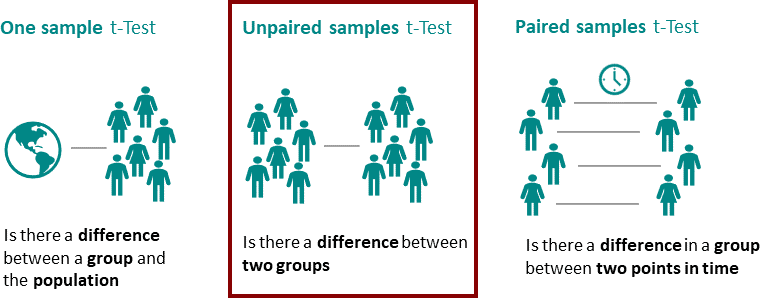 One sample t-Test
Is there a difference
between a group and
the population
Unpaired samples t-Test
Is there a difference between
two groups
Paired samples t-Test
Is there a difference in a group
between two points in time